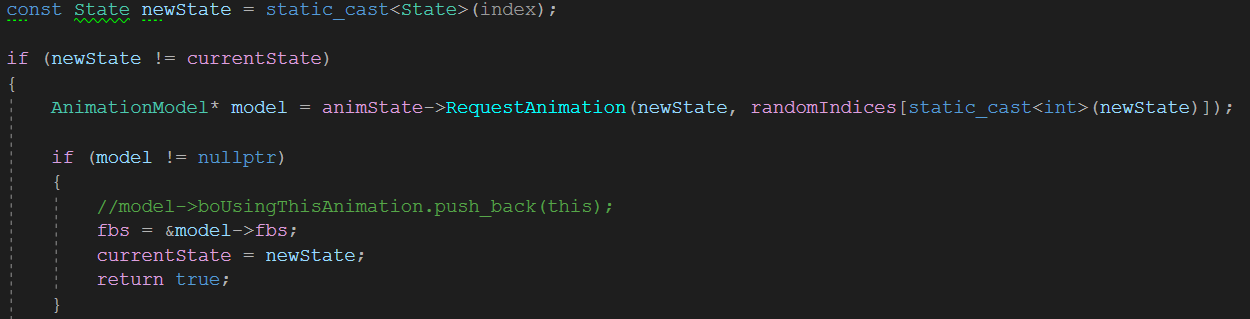 const State newState = static_cast<State>(index);
if (newState != currentState)
{
AnimationModel* model = animState->RequestAnimation(newState, randomIndices[static_cast<int>(newState)]);
if (model != nullptr)
{
//model->boUsingThisAnimation.push_back(this);
fbs = &model->fbs;
currentState = newState;
return true;
}